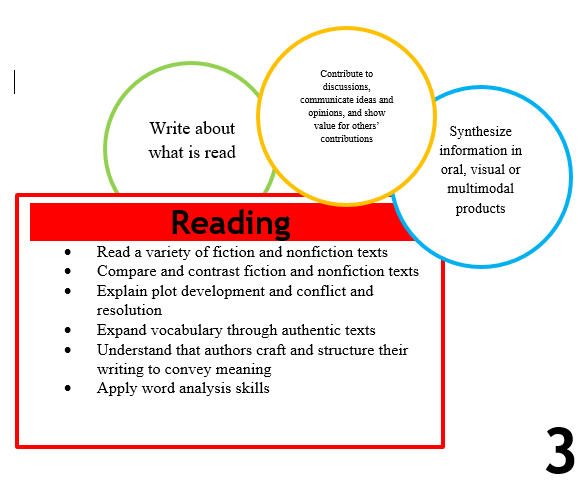 Write about
what is read
Contribute to
discussions,
communicate ideas and
opinions, and show
value for others'
contributions
Synthesize
information in
oral, visual or
multimodal
products
Reading
• Read a variety of fiction and nonfiction texts
• Compare and contrast fiction and nonfiction texts
• Explain plot development and conflict and
resolution
• Expand vocabulary through authentic texts
• Understand that authors craft and structure their
writing to convey meaning
• Apply word analysis skills
3